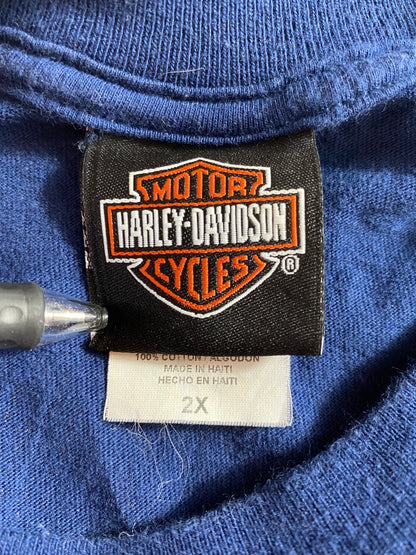 MOTOR
HARLEY-DAVIDSON
CYCLES ®
100% COTTON / ALGODON
MADE IN HAITI
HECHO EN HAITI
2X